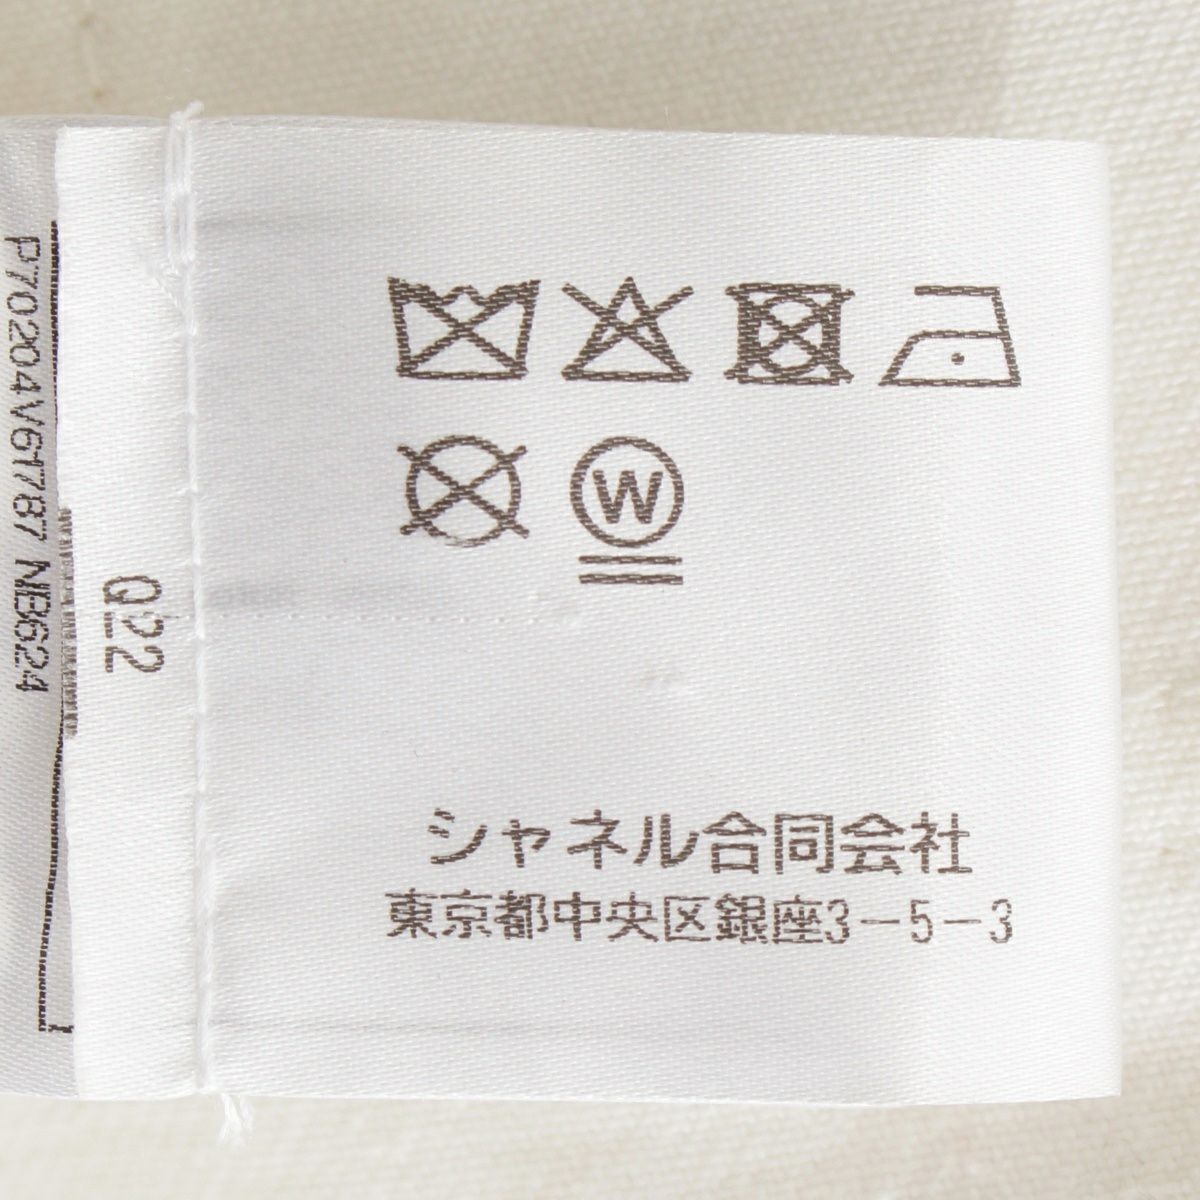 P70204V61787 NB624
Q22
W
シャネル合同会社
東京都中央区銀座3-5-3